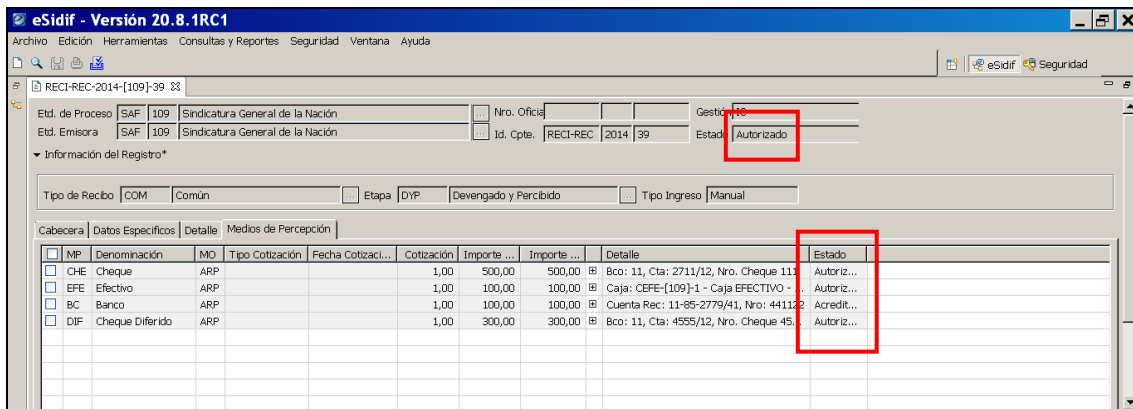 eSidif - Versión 20.8.1RC1
Archivo Edición Herramientas Consultas y Reportes Seguridad Ventana Ayuda
eSidif Seguridad
RECI-REC-2014-[109]-39
Etd. de Proceso SAF 109 Sindicatura General de la Nación ... Nro. Oficial Gestión
Etd. Emisora SAF 109 Sindicatura General de la Nación ... Id. Cpte. RECI-REC 2014 39 Estado Autorizado
Información del Registro*
Tipo de Recibo COM Común ... Etapa DYP Devengado y Percibido ... Tipo Ingreso Manual
Cabecera Datos Especificos Detalle Medios de Percepción
MP Denominación MO Tipo Cotización Fecha Cotizaci... Cotización Importe ... Importe ... Detalle Estado
CHE Cheque ARP 1,00 500,00 500,00 Bco: 11, Cta: 2711/12, Nro. Cheque 111 Autoriz...
EFE Efectivo ARP 1,00 100,00 100,00 Caja: CEFE-[109]-1 - Caja EFECTIVO - ... Autoriz...
BC Banco ARP 1,00 100,00 100,00 Cuenta Rec: 11-85-2779/41, Nro: 441122 Acredit...
DIF Cheque Diferido ARP 1,00 300,00 300,00 Bco: 11, Cta: 4555/12, Nro. Cheque 45... Autoriz...